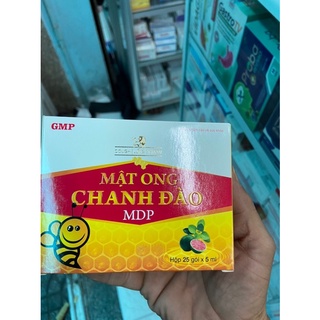 GMP
MẬT ONG
CHANH ĐÀO
MDP
Hộp 25 gói x 5 ml